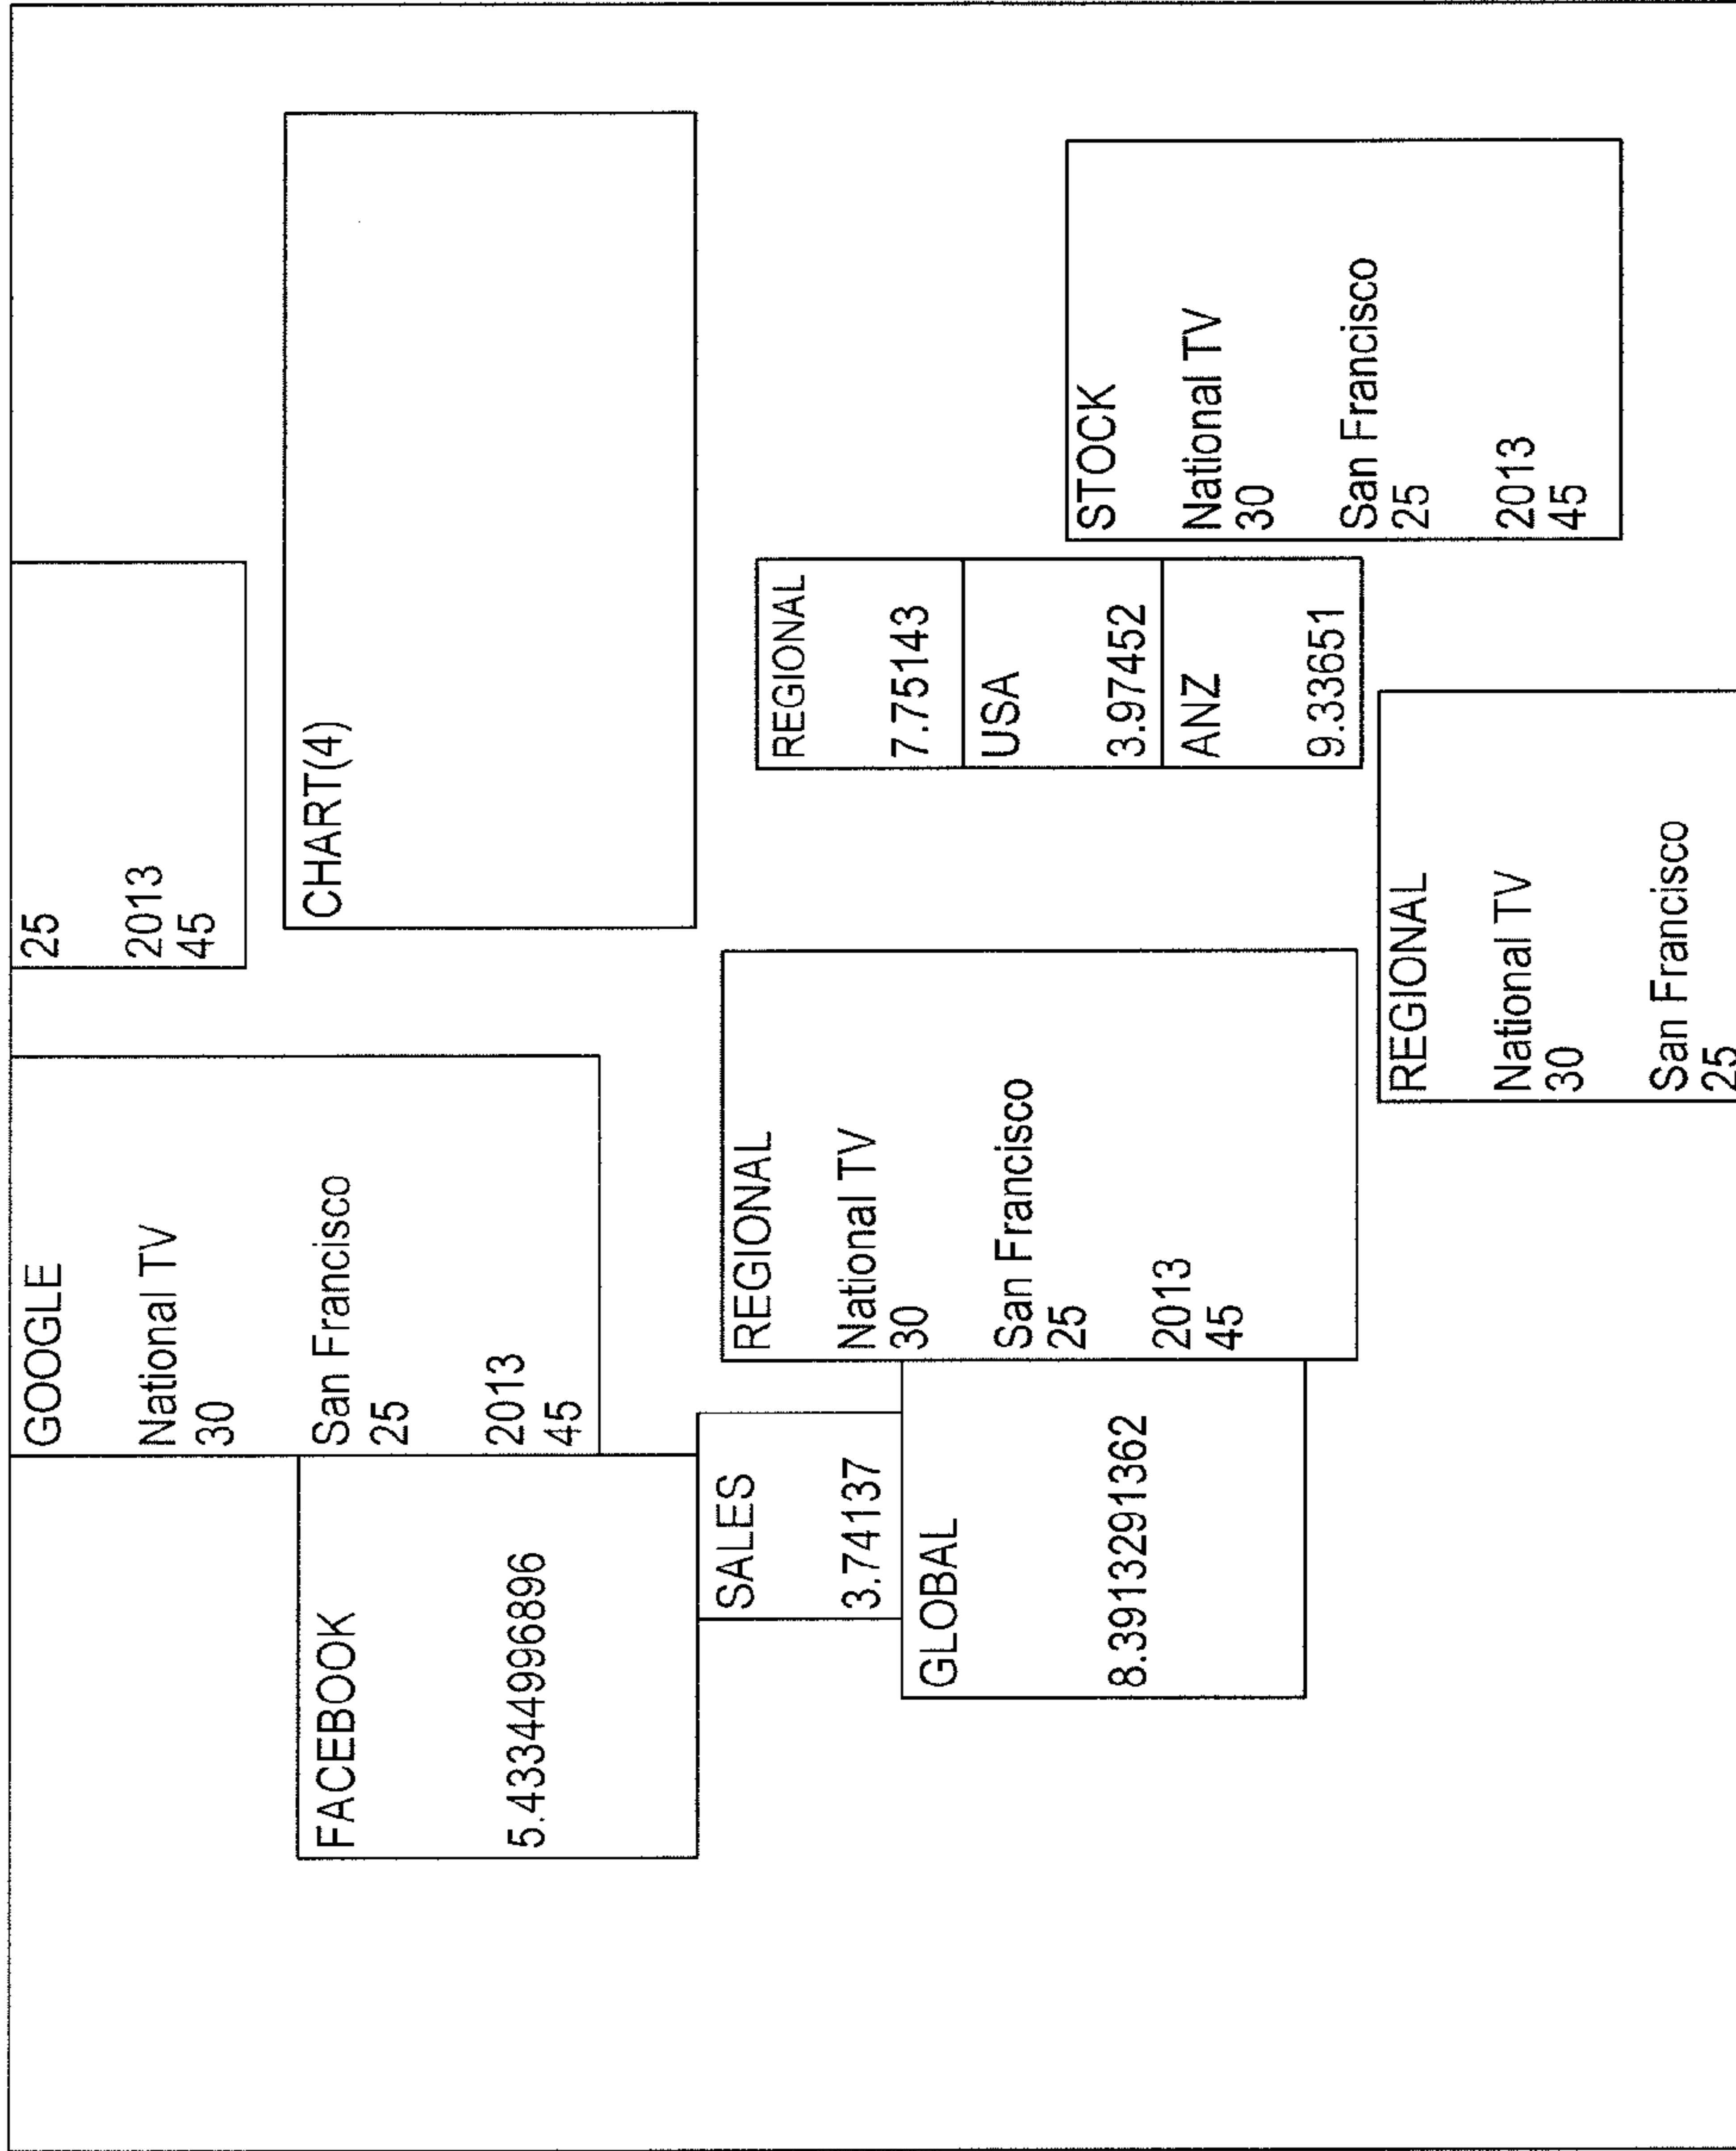 GOOGLE
National TV
30
San Francisco
25
2013
45
25
2013
45
FACEBOOK
5.43344996896
CHART(4)
SALES
3.74137
GLOBAL
8.3913291362
REGIONAL
National TV
30
San Francisco
25
2013
45
REGIONAL
7.75143
USA
3.97452
ANZ
9.33651
STOCK
National TV
30
San Francisco
25
2013
45
REGIONAL
National TV
30
San Francisco
25